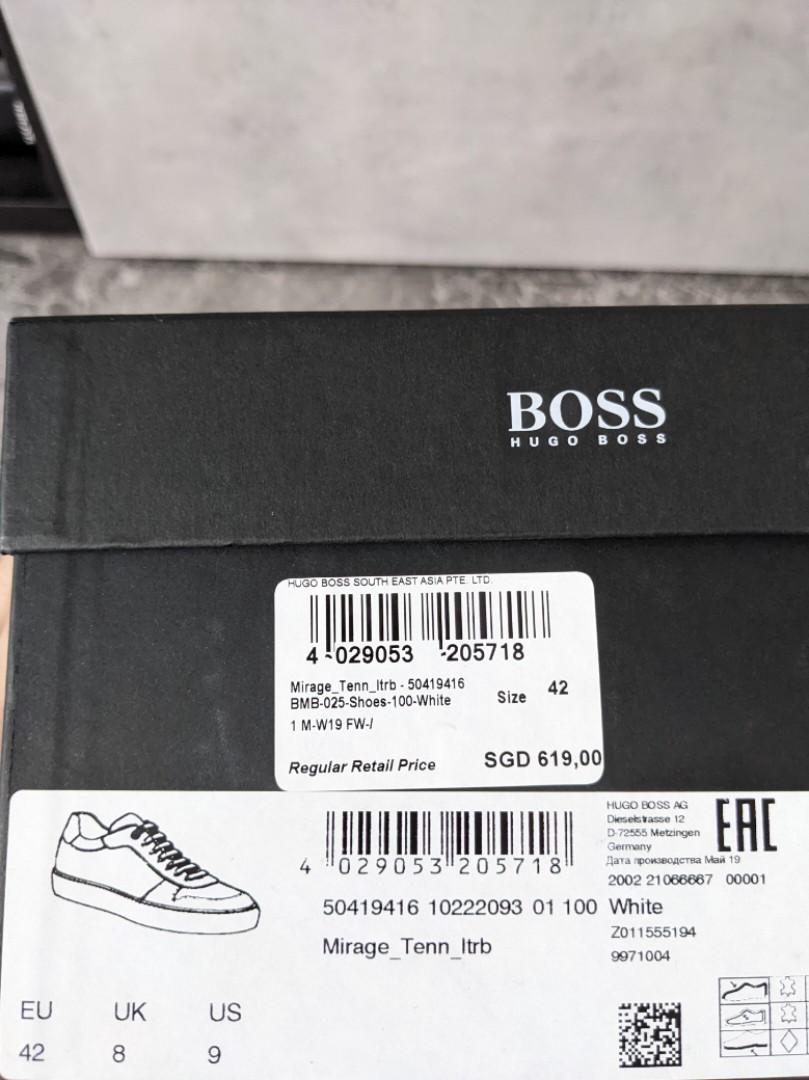 BOSS
HUGO BOSS
HUGO BOSS SOUTH EAST ASIA PTE. LTD.
4 029053 205718
Mirage_Tenn_ltrb - 50419416
BMB-025-Shoes-100-White
Size 42
1 M-W19 FW-/
Regular Retail Price SGD 619,00
4 029053 205718
50419416 10222093 01 100 White
Mirage_Tenn_ltrb
HUGO BOSS AG
Dieselstrasse 12
D-72555 Metzingen
Germany
EAC
Дата производства Май 19
2002 21066667 00001
Z011555194
9971004
EU UK US
42 8 9